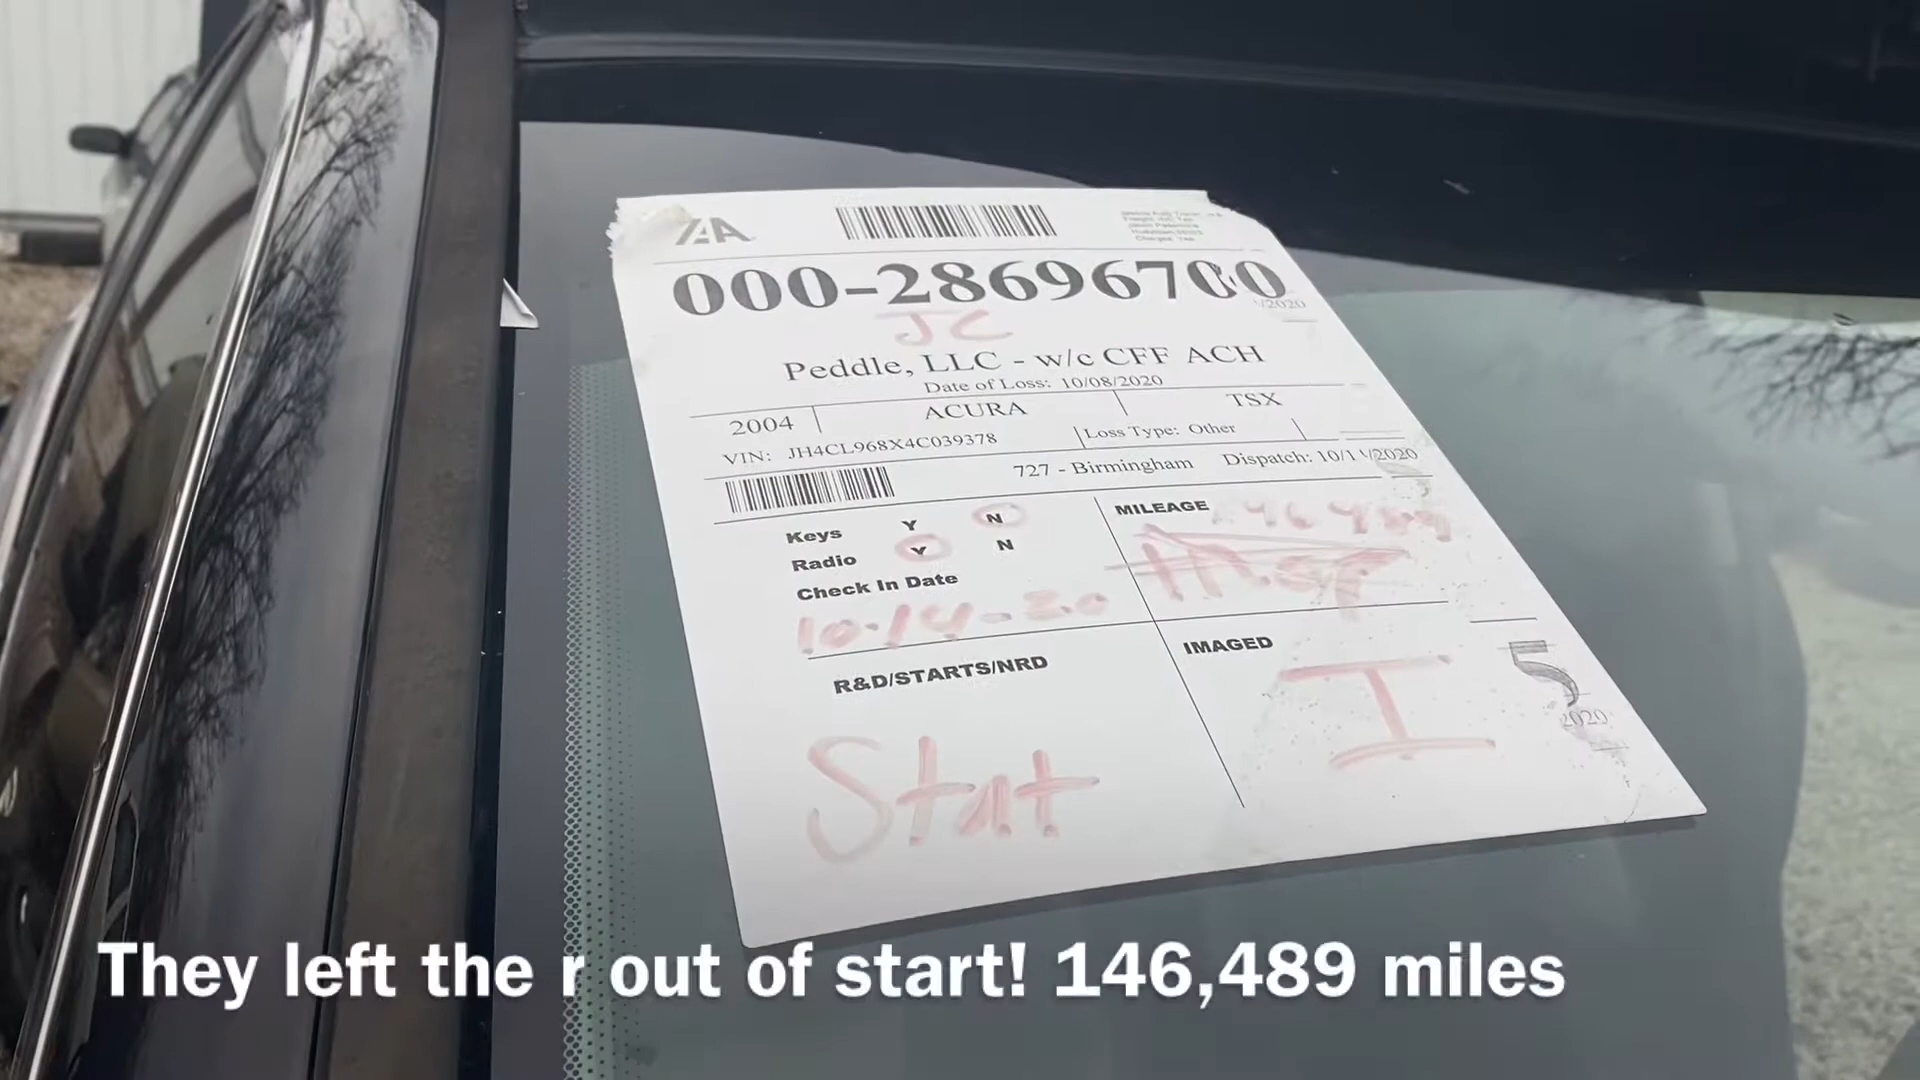 IAA
000-28696700
/2020
JC
Peddle, LLC - w/c CFF ACH
Date of Loss: 10/08/2020
2004 ACURA TSX
VIN: JH4CL968X4C039378 Loss Type: Other
727 - Birmingham Dispatch: 10/1 /2020
Keys Y N
MILEAGE 146489
Radio Y N
Check In Date
10-14-20
R&D/STARTS/NRD
IMAGED
5
2020
Stat
I
They left the r out of start! 146,489 miles